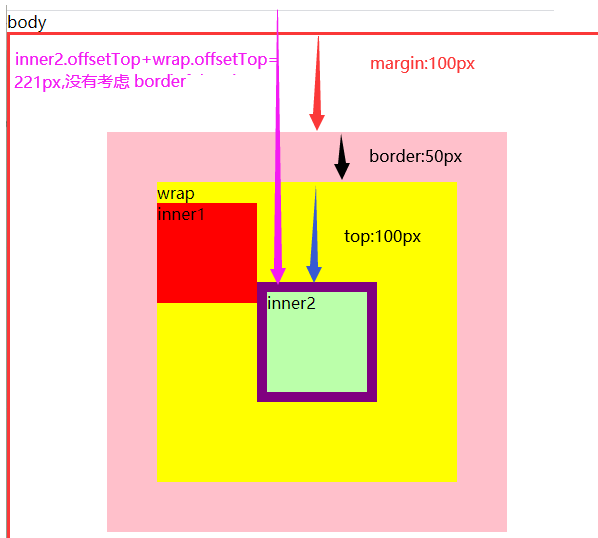 body
inner2.offsetTop+wrap.offsetTop=
221px,没有考虑 border
margin:100px
border:50px
wrap
inner1
top:100px
inner2